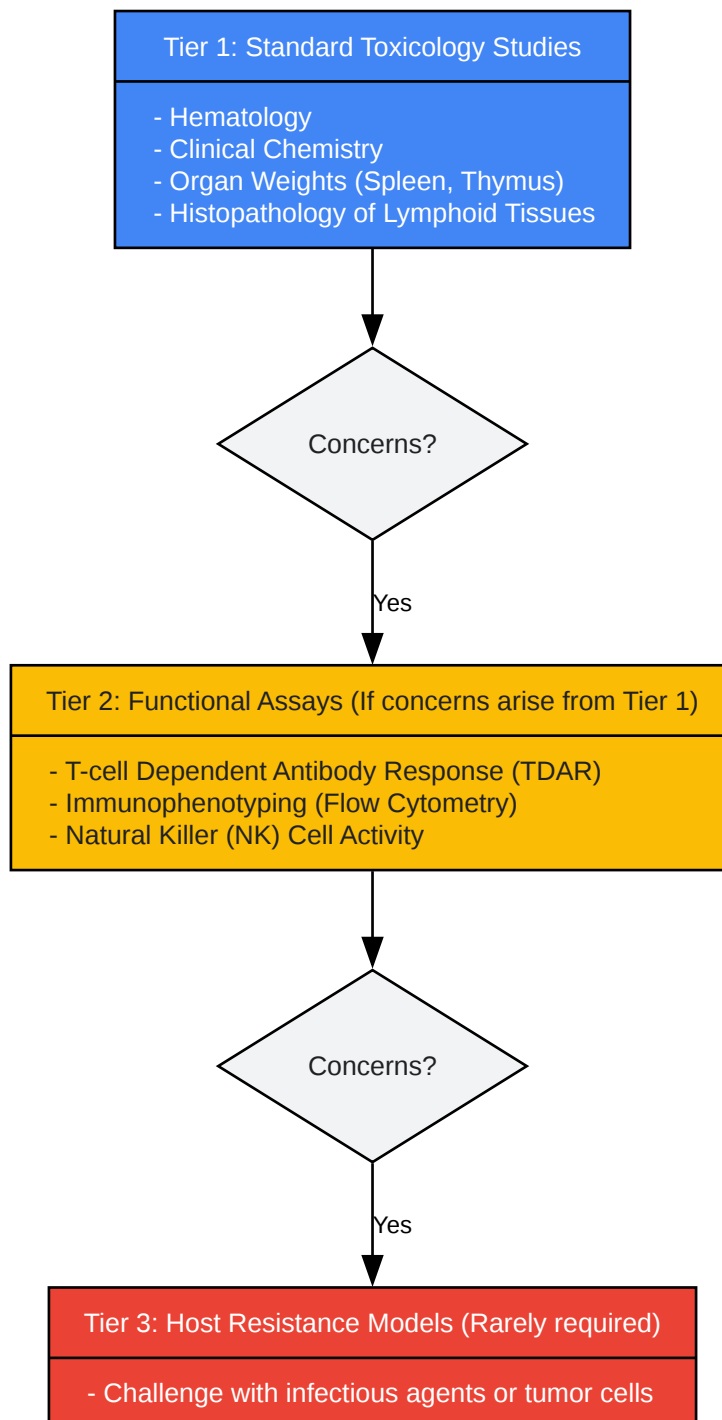 Tier 1: Standard Toxicology Studies
- Hematology
- Clinical Chemistry
- Organ Weights (Spleen, Thymus)
- Histopathology of Lymphoid Tissues
Concerns?
Yes
Tier 2: Functional Assays (If concerns arise from Tier 1)
- T-cell Dependent Antibody Response (TDAR)
- Immunophenotyping (Flow Cytometry)
- Natural Killer (NK) Cell Activity
Concerns?
Yes
Tier 3: Host Resistance Models (Rarely required)
- Challenge with infectious agents or tumor cells